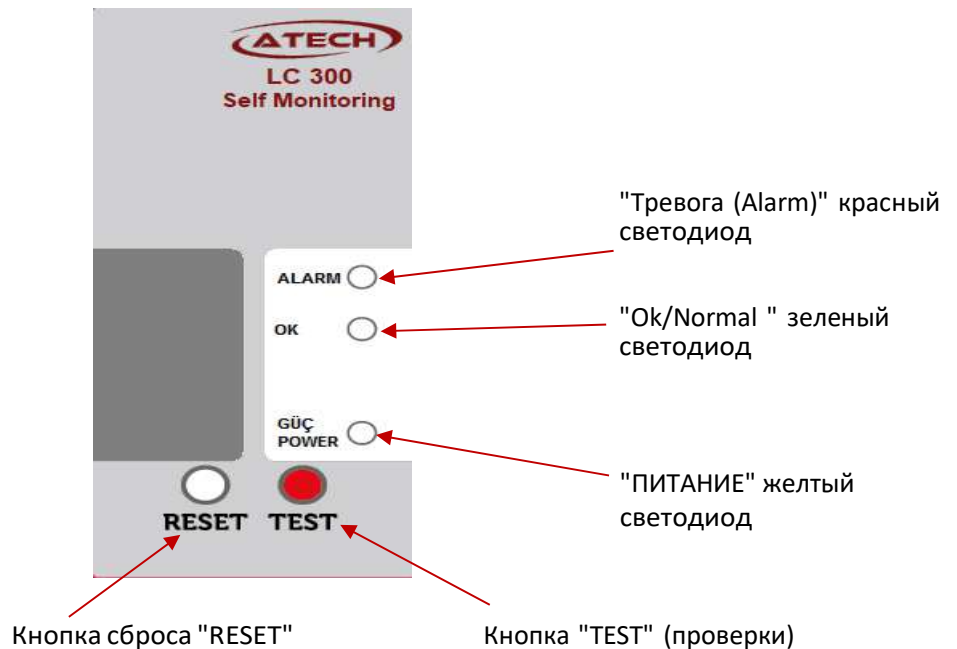 ATECH
LC 300
Self Monitoring
"Тревога (Alarm)" красный
светодиод
ALARM
"Ok/Normal " зеленый
светодиод
OK
GÜÇ
POWER
"ПИТАНИЕ" желтый
светодиод
RESET TEST
Кнопка сброса "RESET"
Кнопка "TEST" (проверки)